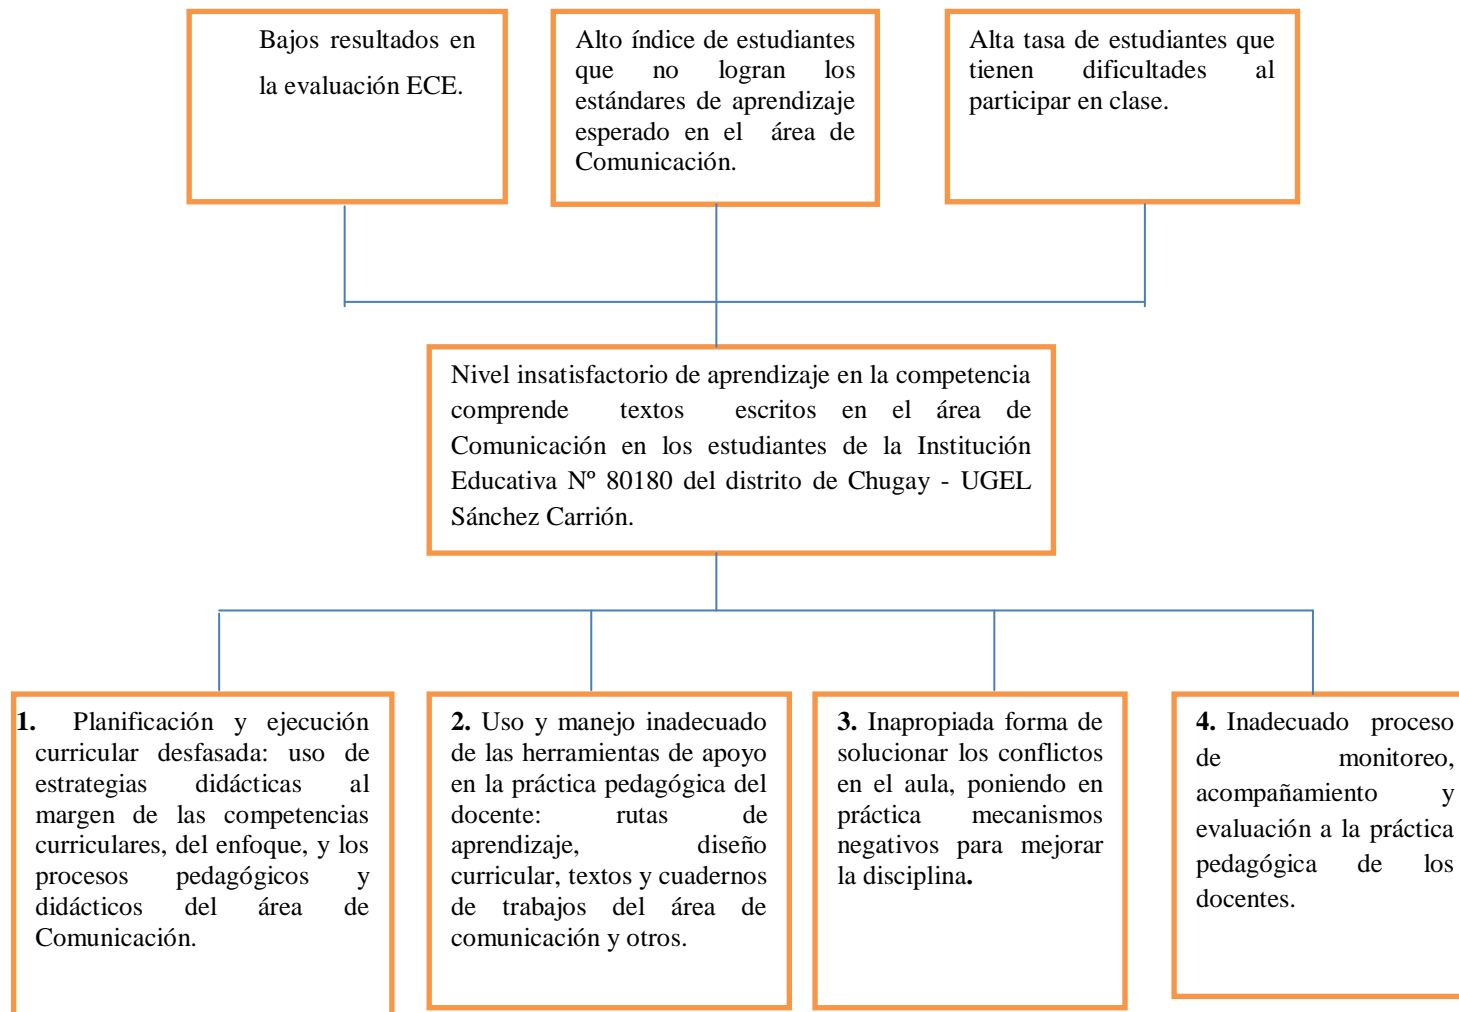 Bajos resultados en
la evaluación ECE.
Alto índice de estudiantes
que no logran los
estándares de aprendizaje
esperado en el área de
Comunicación.
Alta tasa de estudiantes que
tienen dificultades al
participar en clase.
Nivel insatisfactorio de aprendizaje en la competencia
comprende textos escritos en el área de
Comunicación en los estudiantes de la Institución
Educativa Nº 80180 del distrito de Chugay - UGEL
Sánchez Carrión.
1. Planificación y ejecución
curricular desfasada: uso de
estrategias didácticas al
margen de las competencias
curriculares, del enfoque, y los
procesos pedagógicos y
didácticos del área de
Comunicación.
2. Uso y manejo inadecuado
de las herramientas de apoyo
en la práctica pedagógica del
docente: rutas de
aprendizaje, diseño
curricular, textos y cuadernos
de trabajos del área de
comunicación y otros.
3. Inapropiada forma de
solucionar los conflictos
en el aula, poniendo en
práctica mecanismos
negativos para mejorar
la disciplina.
4. Inadecuado proceso
de monitoreo,
acompañamiento y
evaluación a la práctica
pedagógica de los
docentes.